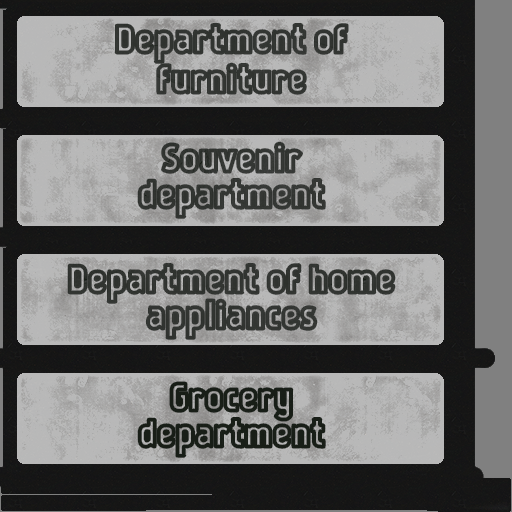 Department of
furniture
Souvenir
department
Department of home
appliances
Grocery
department